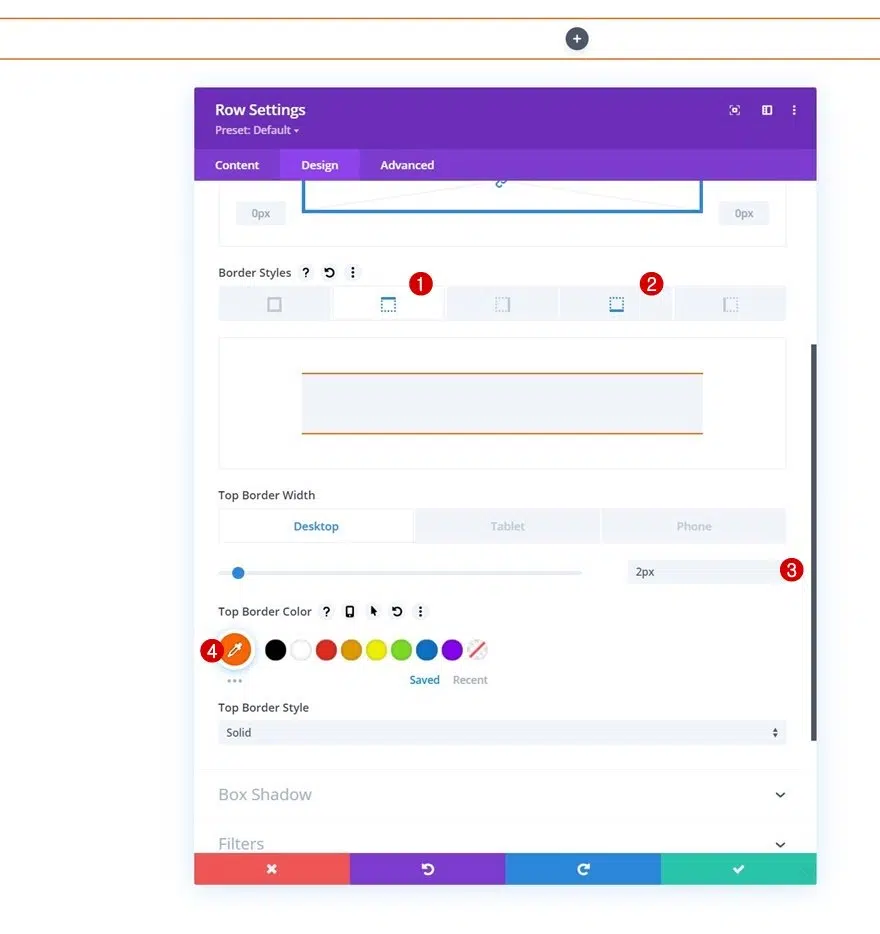 Row Settings
Preset: Default
Content Design Advanced
0px 0px
Border Styles ? 1 2
Top Border Width
Desktop Tablet Phone
2px 3
Top Border Color ?
4
Saved Recent
Top Border Style
Solid
Box Shadow
Filters